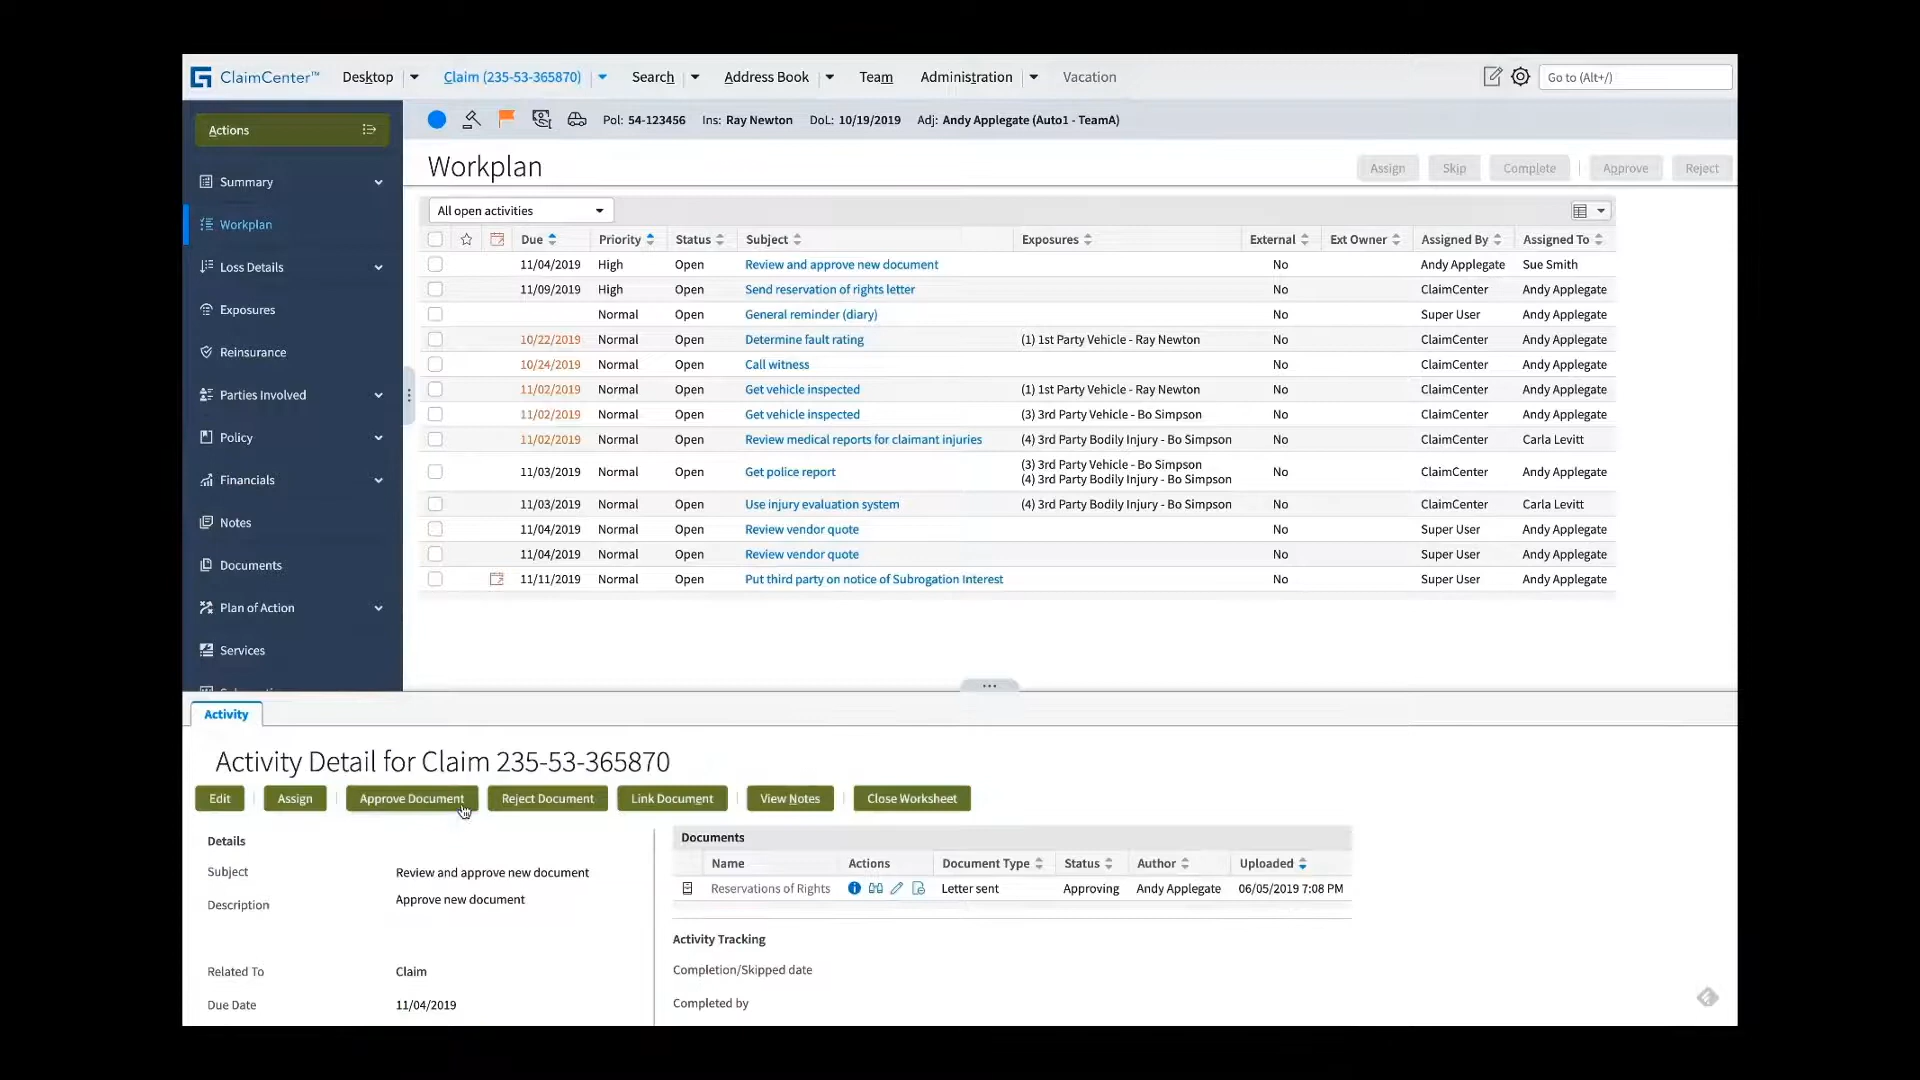 ClaimCenter™ Desktop Claim (235-53-365870) Search Address Book Team Administration Vacation Go to (Alt+/)
Actions
Pol: 54-123456 Ins: Ray Newton DoL: 10/19/2019 Adj: Andy Applegate (Auto1 - TeamA)
Summary
Workplan
Loss Details
Exposures
Reinsurance
Parties Involved
Policy
Financials
Notes
Documents
Plan of Action
Services
Workplan
Assign Skip Complete Approve Reject
All open activities
Due Priority Status Subject Exposures External Ext Owner Assigned By Assigned To
11/04/2019 High Open Review and approve new document No Andy Applegate Sue Smith
11/09/2019 High Open Send reservation of rights letter No ClaimCenter Andy Applegate
Normal Open General reminder (diary) No Super User Andy Applegate
10/22/2019 Normal Open Determine fault rating (1) 1st Party Vehicle - Ray Newton No ClaimCenter Andy Applegate
10/24/2019 Normal Open Call witness No ClaimCenter Andy Applegate
11/02/2019 Normal Open Get vehicle inspected (1) 1st Party Vehicle - Ray Newton No ClaimCenter Andy Applegate
11/02/2019 Normal Open Get vehicle inspected (3) 3rd Party Vehicle - Bo Simpson No ClaimCenter Andy Applegate
11/02/2019 Normal Open Review medical reports for claimant injuries (4) 3rd Party Bodily Injury - Bo Simpson No ClaimCenter Carla Levitt
11/03/2019 Normal Open Get police report (3) 3rd Party Vehicle - Bo Simpson No ClaimCenter Andy Applegate
(4) 3rd Party Bodily Injury - Bo Simpson
11/03/2019 Normal Open Use injury evaluation system (4) 3rd Party Bodily Injury - Bo Simpson No ClaimCenter Carla Levitt
11/04/2019 Normal Open Review vendor quote No Super User Andy Applegate
11/04/2019 Normal Open Review vendor quote No Super User Andy Applegate
11/11/2019 Normal Open Put third party on notice of Subrogation Interest No Super User Andy Applegate
Activity
Activity Detail for Claim 235-53-365870
Edit Assign Approve Document Reject Document Link Document View Notes Close Worksheet
Details
Subject Review and approve new document
Description Approve new document
Related To Claim
Due Date 11/04/2019
Documents
Name Actions Document Type Status Author Uploaded
Reservations of Rights Letter sent Approving Andy Applegate 06/05/2019 7:08 PM
Activity Tracking
Completion/Skipped date
Completed by